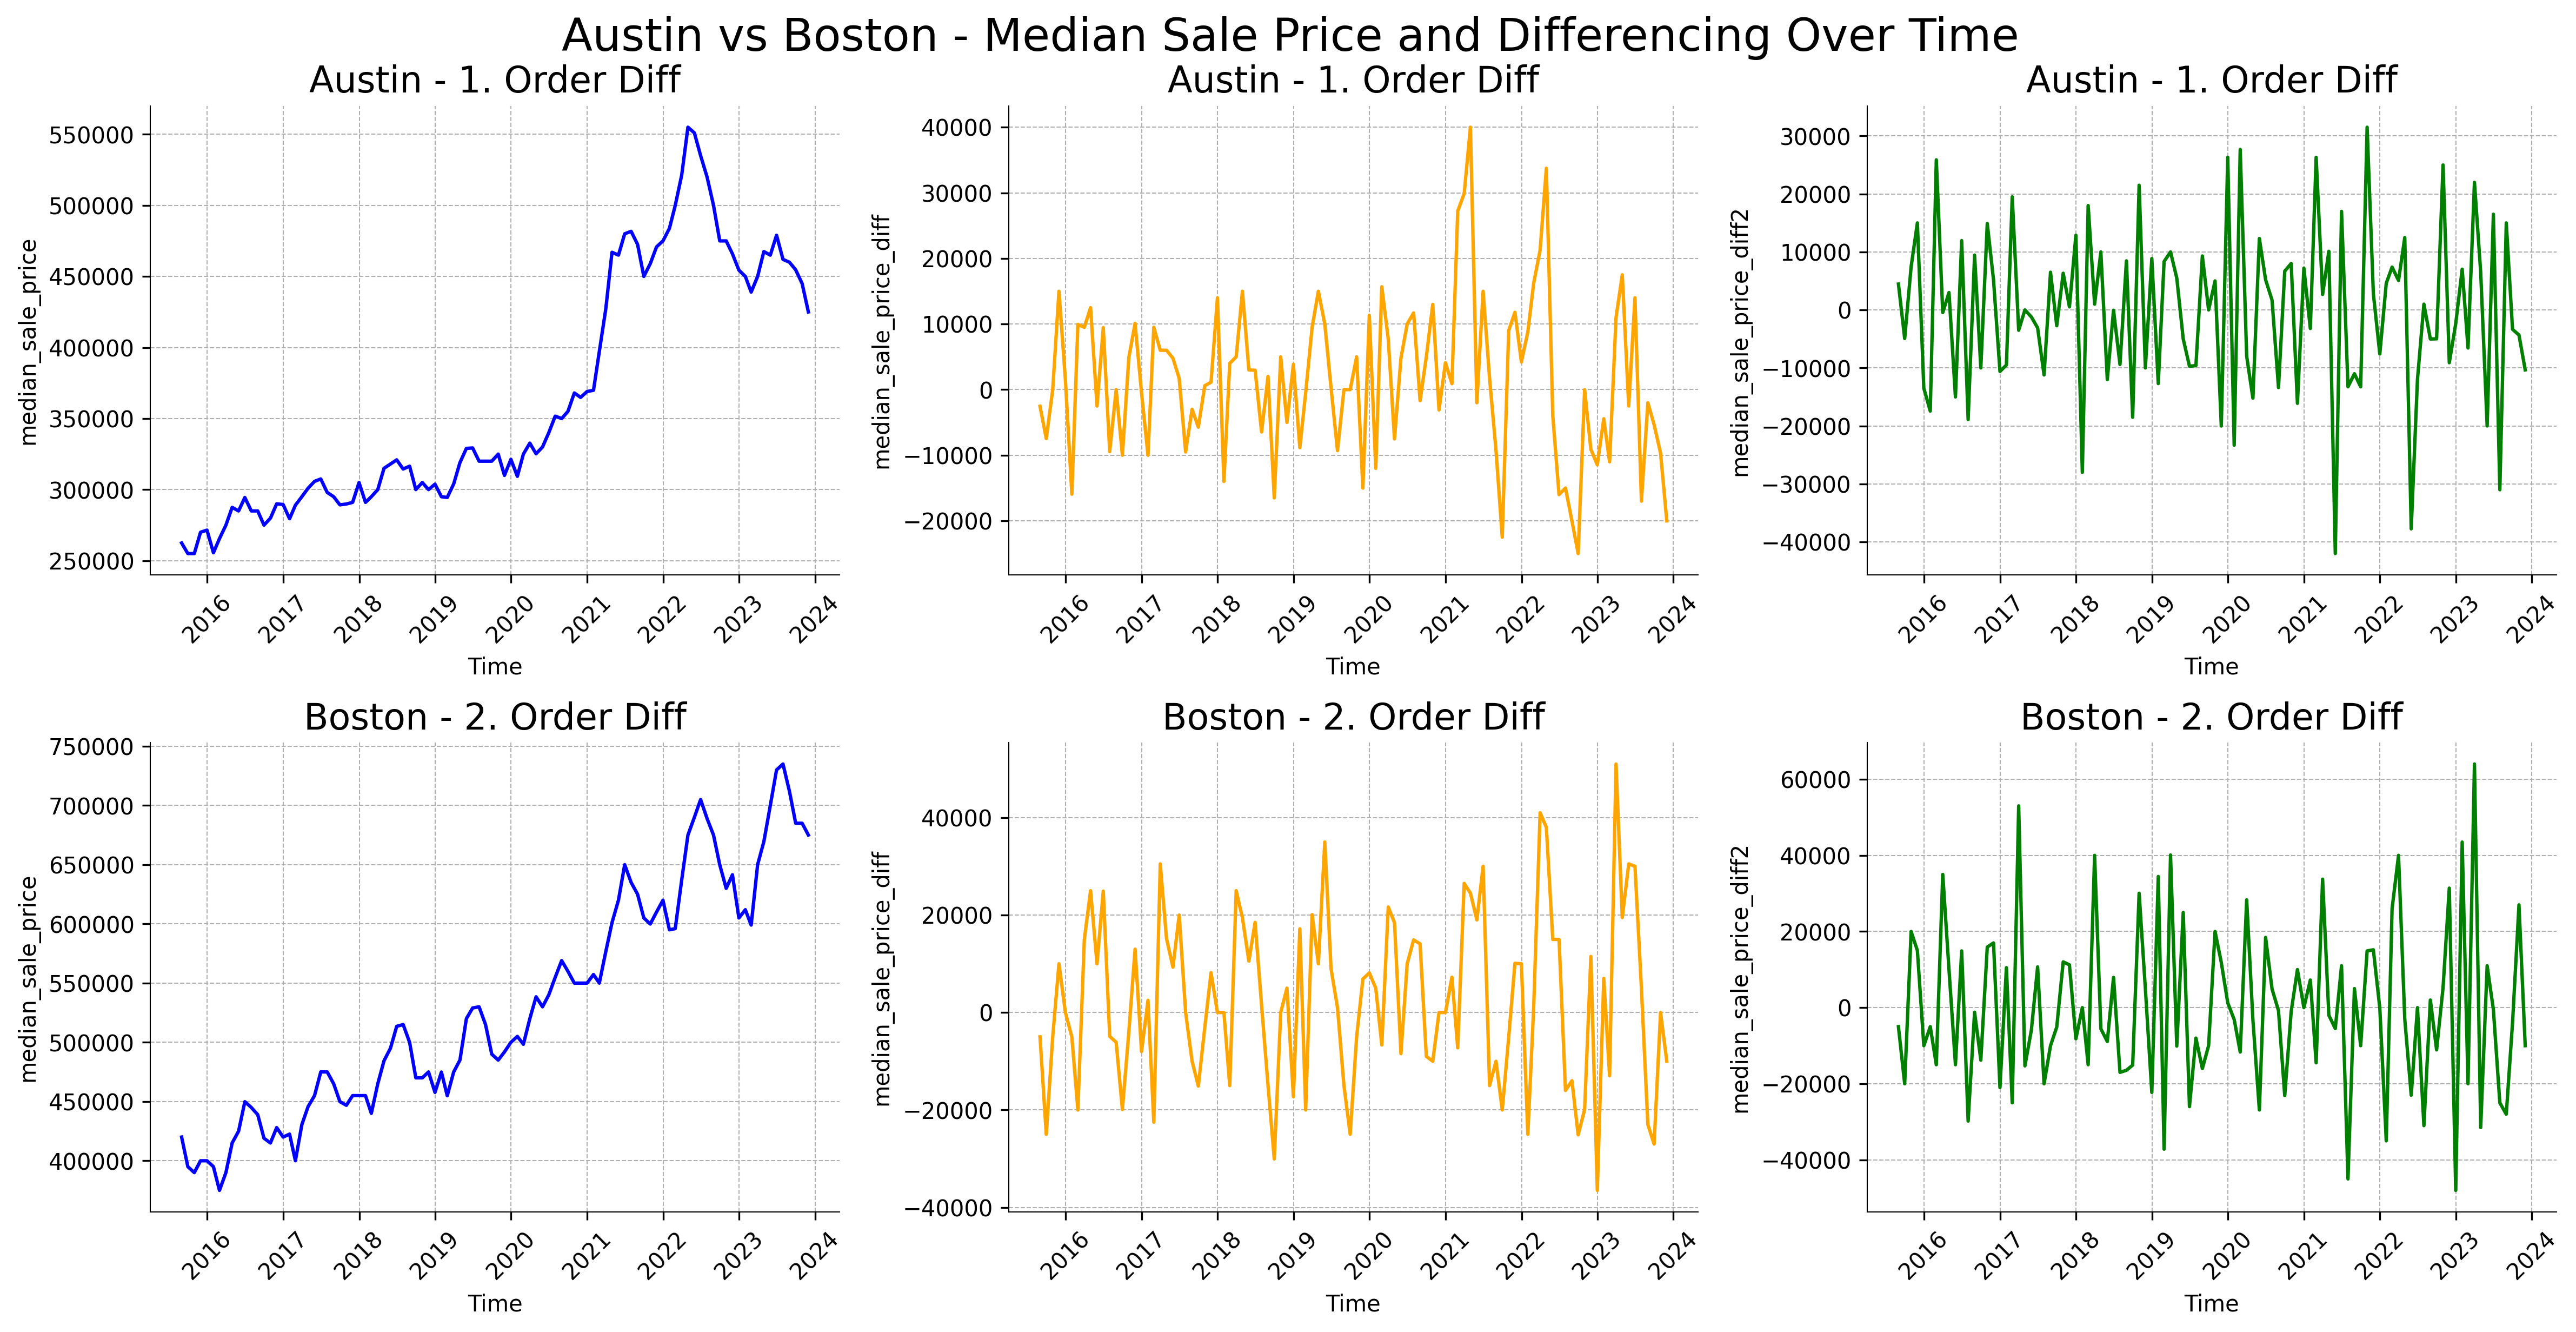 Austin vs Boston - Median Sale Price and Differencing Over Time
Austin - 1. Order Diff
median_sale_price
550000
500000
450000
400000
350000
300000
250000
2016 2017 2018 2019 2020 2021 2022 2023 2024
Time
Austin - 1. Order Diff
median_sale_price_diff
40000
30000
20000
10000
0
−10000
−20000
2016 2017 2018 2019 2020 2021 2022 2023 2024
Time
Austin - 1. Order Diff
median_sale_price_diff2
30000
20000
10000
0
−10000
−20000
−30000
−40000
2016 2017 2018 2019 2020 2021 2022 2023 2024
Time
Boston - 2. Order Diff
median_sale_price
750000
700000
650000
600000
550000
500000
450000
400000
2016 2017 2018 2019 2020 2021 2022 2023 2024
Time
Boston - 2. Order Diff
median_sale_price_diff
40000
20000
0
−20000
−40000
2016 2017 2018 2019 2020 2021 2022 2023 2024
Time
Boston - 2. Order Diff
median_sale_price_diff2
60000
40000
20000
0
−20000
−40000
2016 2017 2018 2019 2020 2021 2022 2023 2024
Time